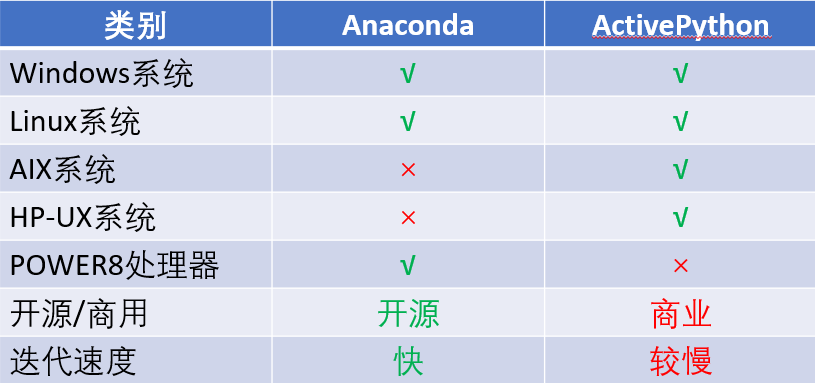 类别 Anaconda ActivePython
Windows系统 √ √
Linux系统 √ √
AIX系统 × √
HP-UX系统 × √
POWER8处理器 √ ×
开源/商用 开源 商业
迭代速度 快 较慢